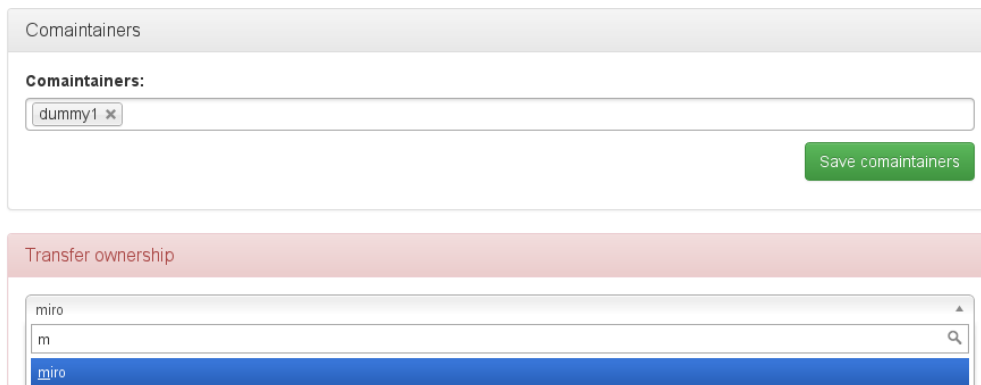 Comaintainers
Comaintainers:
dummy1
Save comaintainers
Transfer ownership
miro
m
miro